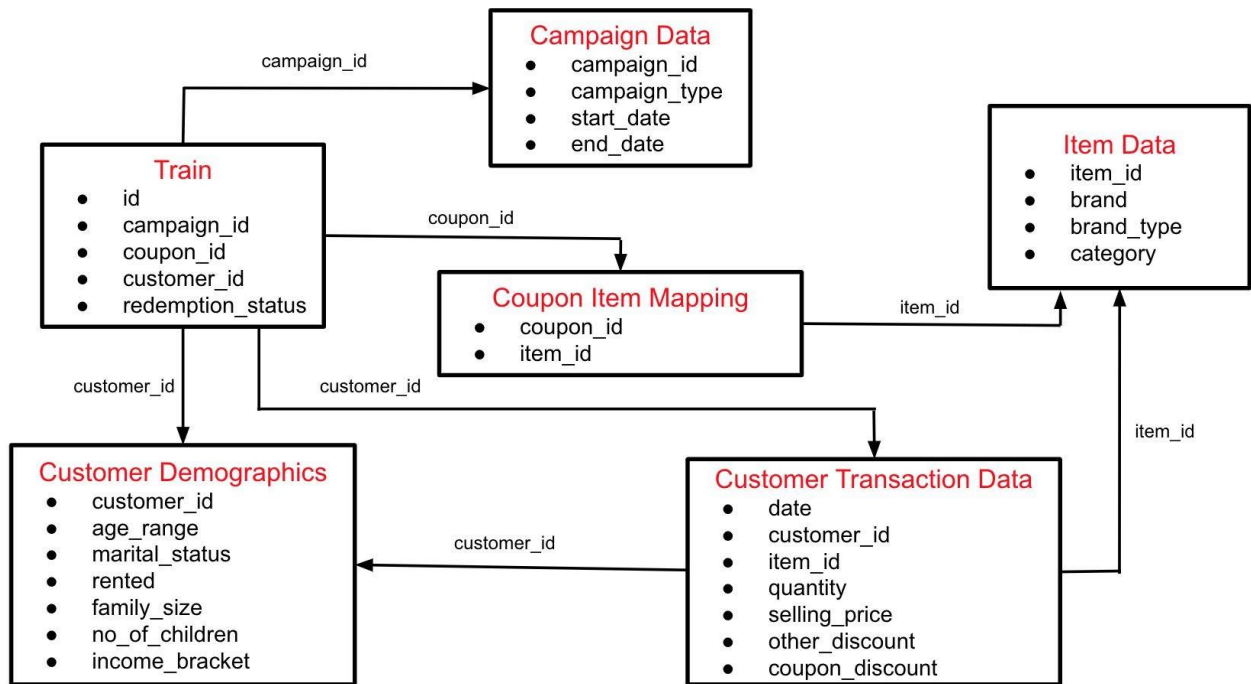 Campaign Data
● campaign_id
● campaign_type
● start_date
● end_date
campaign_id
Train
● id
● campaign_id
● coupon_id
● customer_id
● redemption_status
coupon_id
Item Data
● item_id
● brand
● brand_type
● category
Coupon Item Mapping
● coupon_id
● item_id
item_id
customer_id
customer_id
item_id
Customer Demographics
● customer_id
● age_range
● marital_status
● rented
● family_size
● no_of_children
● income_bracket
customer_id
Customer Transaction Data
● date
● customer_id
● item_id
● quantity
● selling_price
● other_discount
● coupon_discount